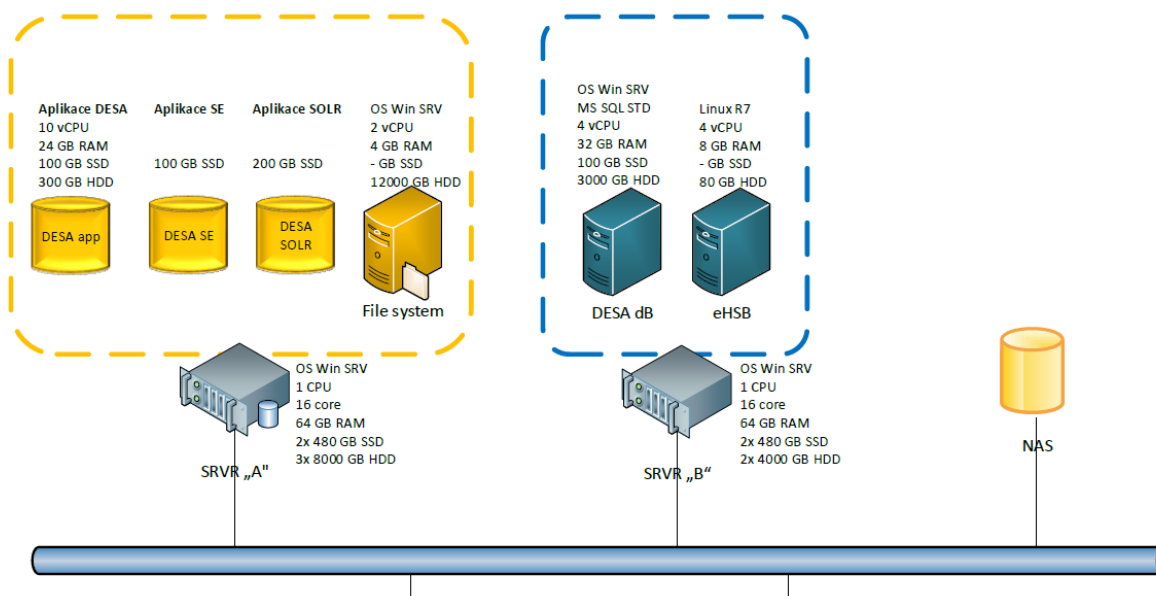 Aplikace DESA
10 vCPU
24 GB RAM
100 GB SSD
300 GB HDD
DESA app
Aplikace SE
100 GB SSD
DESA SE
Aplikace SOLR
200 GB SSD
DESA
SOLR
OS Win SRV
2 vCPU
4 GB RAM
- GB SSD
12000 GB HDD
File system
OS Win SRV
MS SQL STD
4 vCPU
32 GB RAM
100 GB SSD
3000 GB HDD
DESA dB
Linux R7
4 vCPU
8 GB RAM
- GB SSD
80 GB HDD
eHSB
OS Win SRV
1 CPU
16 core
64 GB RAM
2x 480 GB SSD
3x 8000 GB HDD
SRVR „A"
OS Win SRV
1 CPU
16 core
64 GB RAM
2x 480 GB SSD
2x 4000 GB HDD
SRVR „B“
NAS